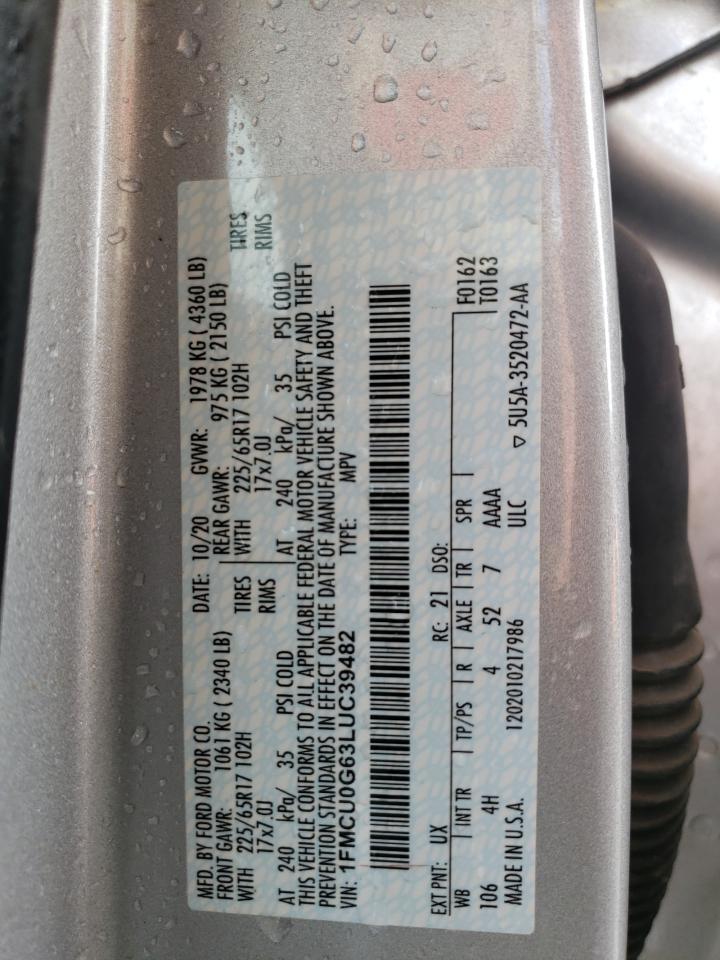 MFD. BY FORD MOTOR CO.
DATE: 10/20 GVWR: 1978 KG ( 4360 LB)
FRONT GAWR: 1061 KG ( 2340 LB)
REAR GAWR: 975 KG ( 2150 LB)
WITH 225/65R17 102H TIRES
WITH 225/65R17 102H TIRES
17x7.0J RIMS
17x7.0J RIMS
AT 240 kPa/ 35 PSI COLD
AT 240 kPa/ 35 PSI COLD
THIS VEHICLE CONFORMS TO ALL APPLICABLE FEDERAL MOTOR VEHICLE SAFETY AND THEFT
PREVENTION STANDARDS IN EFFECT ON THE DATE OF MANUFACTURE SHOWN ABOVE.
VIN: 1FMCU0G63LUC39482 TYPE: MPV
EXT PNT: UX RC: 21 DSO:
WB | INT TR | TP/PS | R | AXLE | TR | SPR F0162
106 4H 4 52 7 AAAA T0163
MADE IN U.S.A. 1202010217986 ULC ▽ 5U5A-3520472-AA